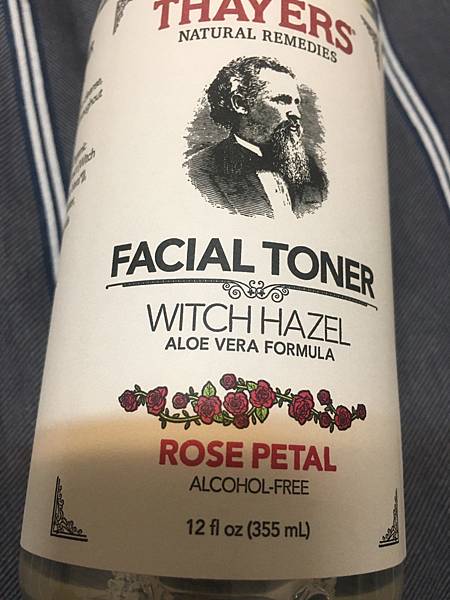 THAYERS
NATURAL REMEDIES
FACIAL TONER
WITCH HAZEL
ALOE VERA FORMULA
ROSE PETAL
ALCOHOL-FREE
12 fl oz (355 mL)